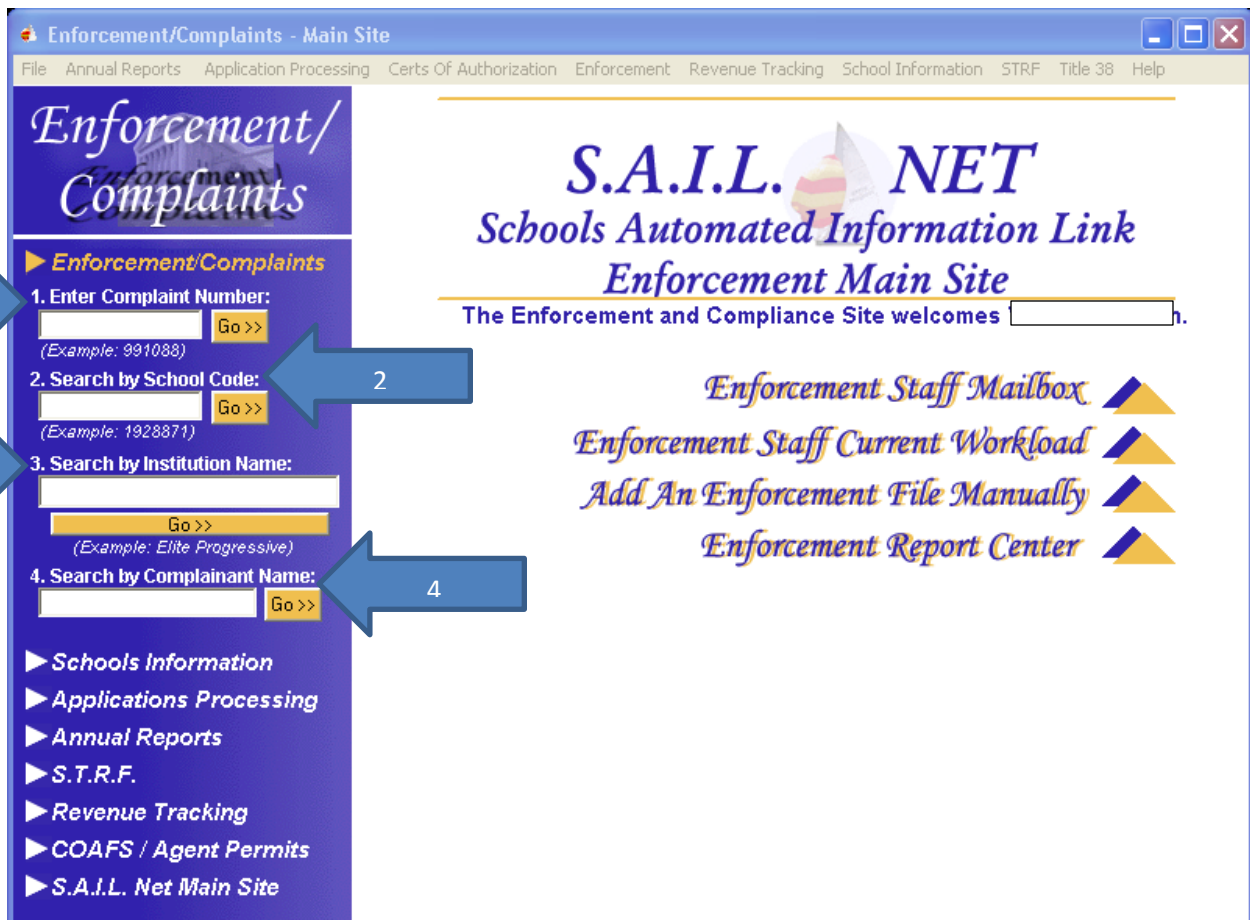 Enforcement/Complaints - Main Site
File Annual Reports Application Processing Certs Of Authorization Enforcement Revenue Tracking School Information STRF Title 38 Help
Enforcement/
Complaints
S.A.I.L. NET
Schools Automated Information Link
Enforcement Main Site
The Enforcement and Compliance Site welcomes
Enforcement/Complaints
1. Enter Complaint Number:
Go >>
(Example: 991088)
2. Search by School Code:
2
Go >>
(Example: 1928871)
3. Search by Institution Name:
Go >>
(Example: Elite Progressive)
4. Search by Complainant Name:
4
Go >>
Enforcement Staff Mailbox
Enforcement Staff Current Workload
Add An Enforcement File Manually
Enforcement Report Center
Schools Information
Applications Processing
Annual Reports
S.T.R.F.
Revenue Tracking
COAFS / Agent Permits
S.A.I.L. Net Main Site